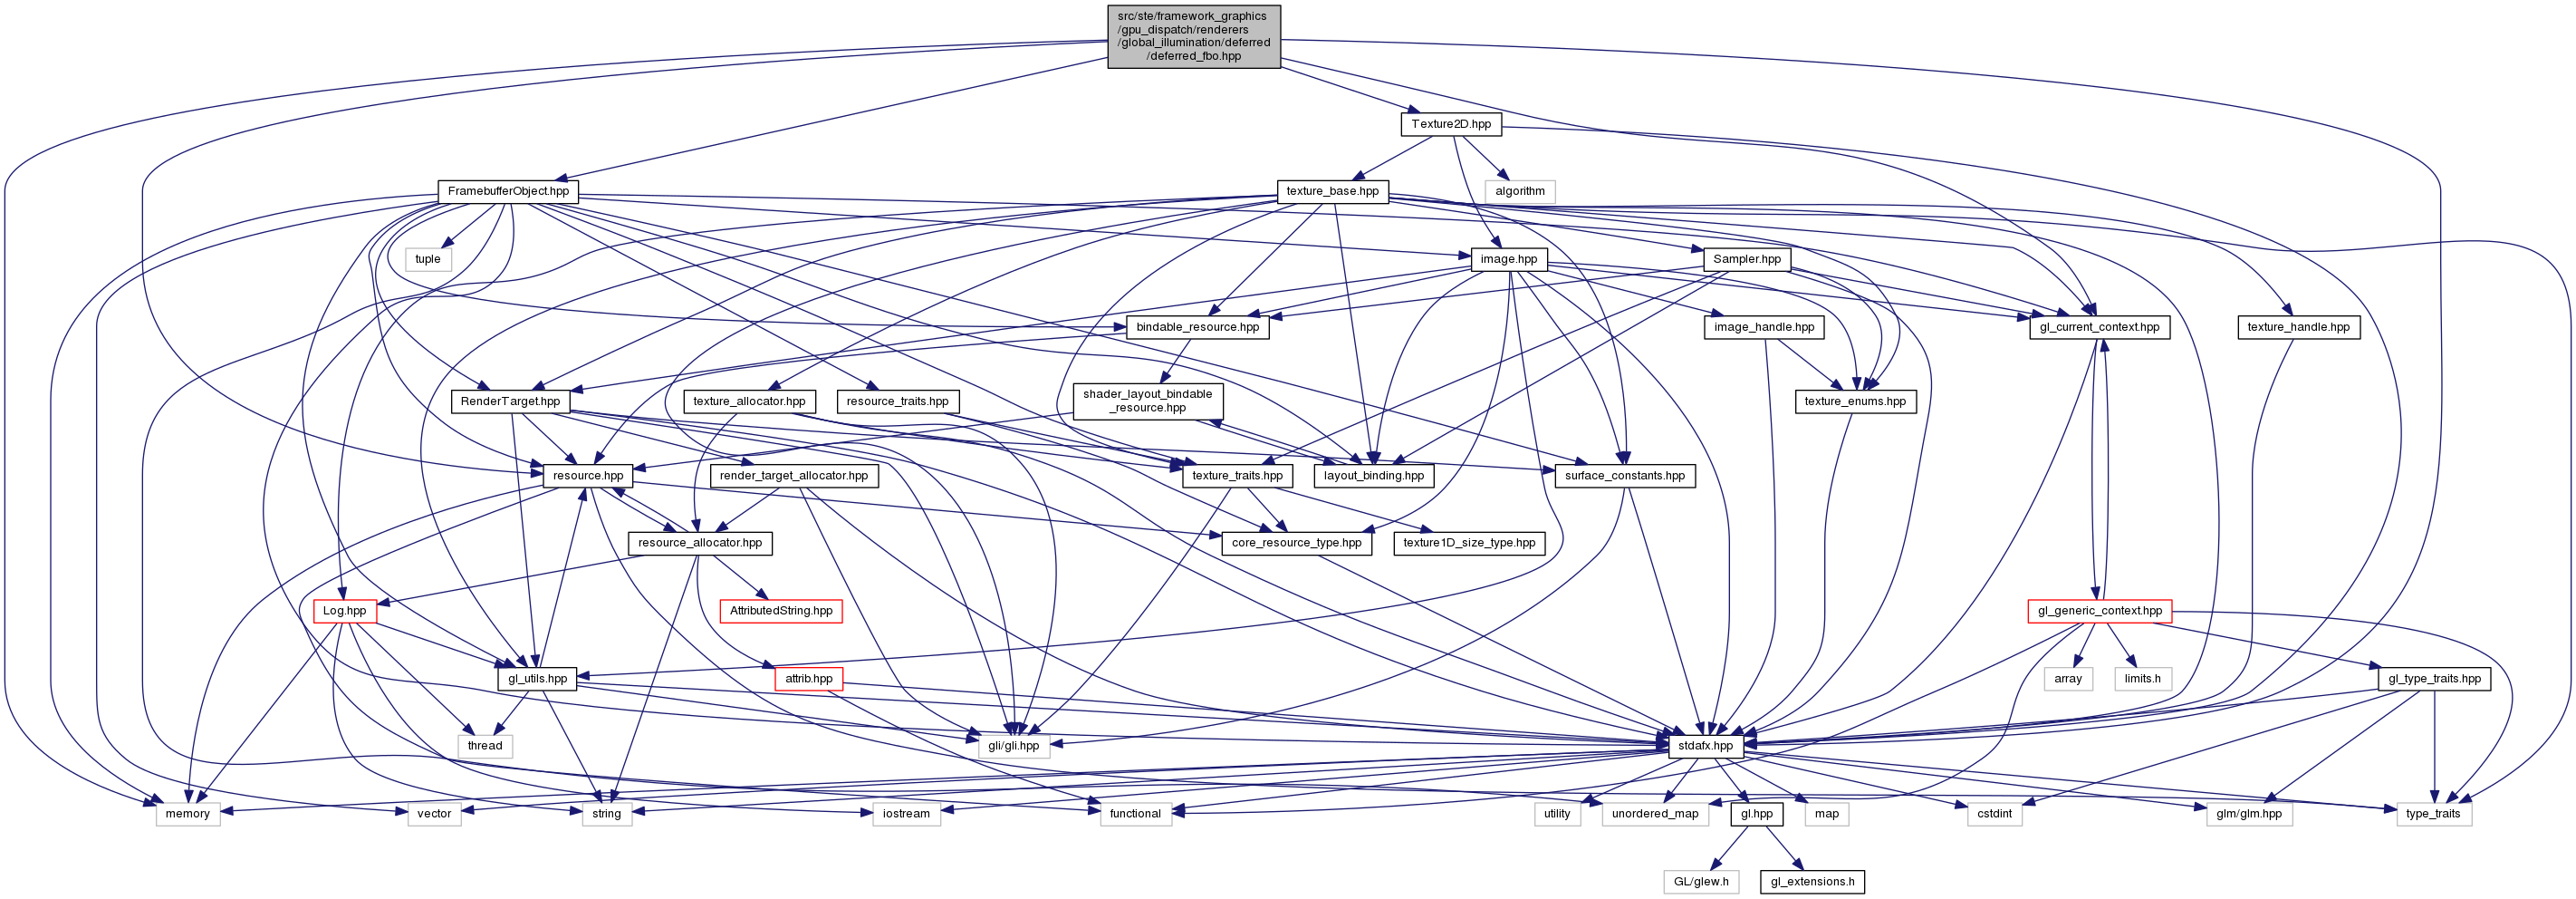 src/ste/framework_graphics
/gpu_dispatch/renderers
/global_illumination/deferred
/deferred_fbo.hpp
Texture2D.hpp
FramebufferObject.hpp
texture_base.hpp
algorithm
tuple
image.hpp
Sampler.hpp
bindable_resource.hpp
image_handle.hpp
gl_current_context.hpp
texture_handle.hpp
RenderTarget.hpp
texture_allocator.hpp
resource_traits.hpp
shader_layout_bindable
_resource.hpp
texture_enums.hpp
resource.hpp
render_target_allocator.hpp
texture_traits.hpp
layout_binding.hpp
surface_constants.hpp
resource_allocator.hpp
core_resource_type.hpp
texture1D_size_type.hpp
Log.hpp
AttributedString.hpp
gl_generic_context.hpp
gl_utils.hpp
attrib.hpp
array
limits.h
gl_type_traits.hpp
thread
gli/gli.hpp
stdafx.hpp
memory
vector
string
iostream
functional
utility
unordered_map
gl.hpp
map
cstdint
glm/glm.hpp
type_traits
GL/glew.h
gl_extensions.h